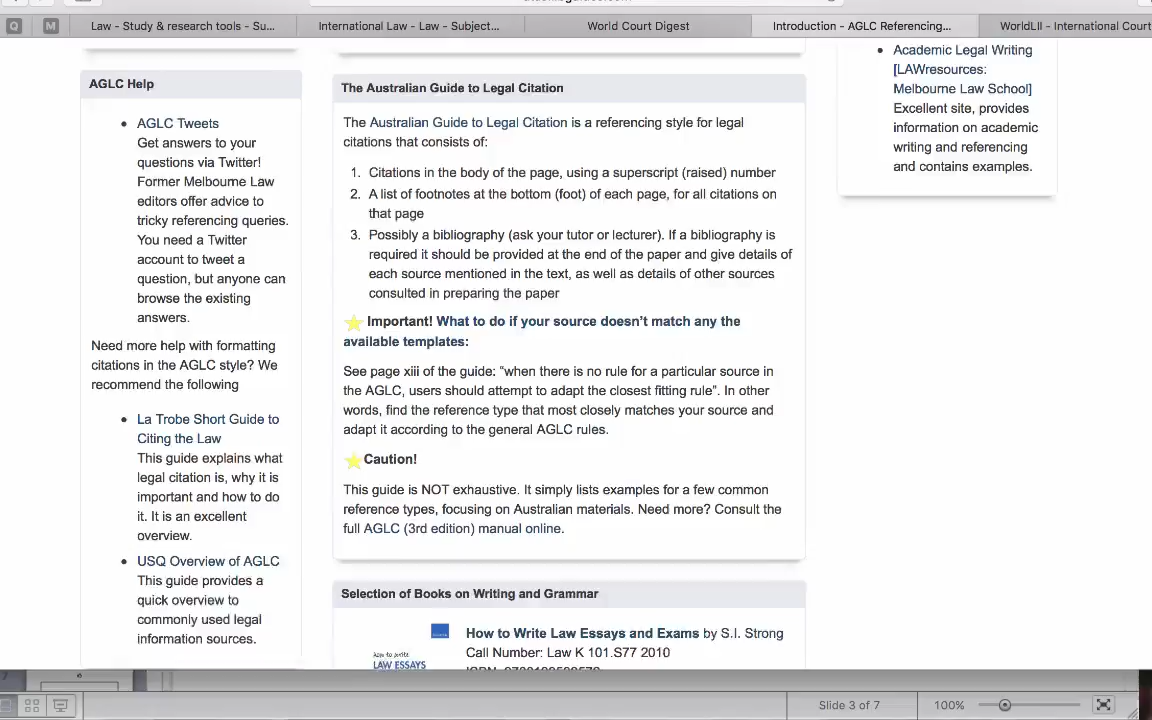 Q
M
Law - Study & research tools - Su...
International Law - Law - Subject...
World Court Digest
Introduction - AGLC Referencing...
WorldLII - International Court
AGLC Help
AGLC Tweets
Get answers to your
questions via Twitter!
Former Melbourne Law
editors offer advice to
tricky referencing queries.
You need a Twitter
account to tweet a
question, but anyone can
browse the existing
answers.
Need more help with formatting
citations in the AGLC style? We
recommend the following
La Trobe Short Guide to
Citing the Law
This guide explains what
legal citation is, why it is
important and how to do
it. It is an excellent
overview.
USQ Overview of AGLC
This guide provides a
quick overview to
commonly used legal
information sources.
The Australian Guide to Legal Citation
The Australian Guide to Legal Citation is a referencing style for legal
citations that consists of:
1. Citations in the body of the page, using a superscript (raised) number
2. A list of footnotes at the bottom (foot) of each page, for all citations on
that page
3. Possibly a bibliography (ask your tutor or lecturer). If a bibliography is
required it should be provided at the end of the paper and give details of
each source mentioned in the text, as well as details of other sources
consulted in preparing the paper
Important! What to do if your source doesn't match any the
available templates:
See page xiii of the guide: "when there is no rule for a particular source in
the AGLC, users should attempt to adapt the closest fitting rule". In other
words, find the reference type that most closely matches your source and
adapt it according to the general AGLC rules.
Caution!
This guide is NOT exhaustive. It simply lists examples for a few common
reference types, focusing on Australian materials. Need more? Consult the
full AGLC (3rd edition) manual online.
Selection of Books on Writing and Grammar
how to write
LAW ESSAYS
How to Write Law Essays and Exams by S.I. Strong
Call Number: Law K 101.S77 2010
Academic Legal Writing
[LAWresources:
Melbourne Law School]
Excellent site, provides
information on academic
writing and referencing
and contains examples.
Slide 3 of 7
100%